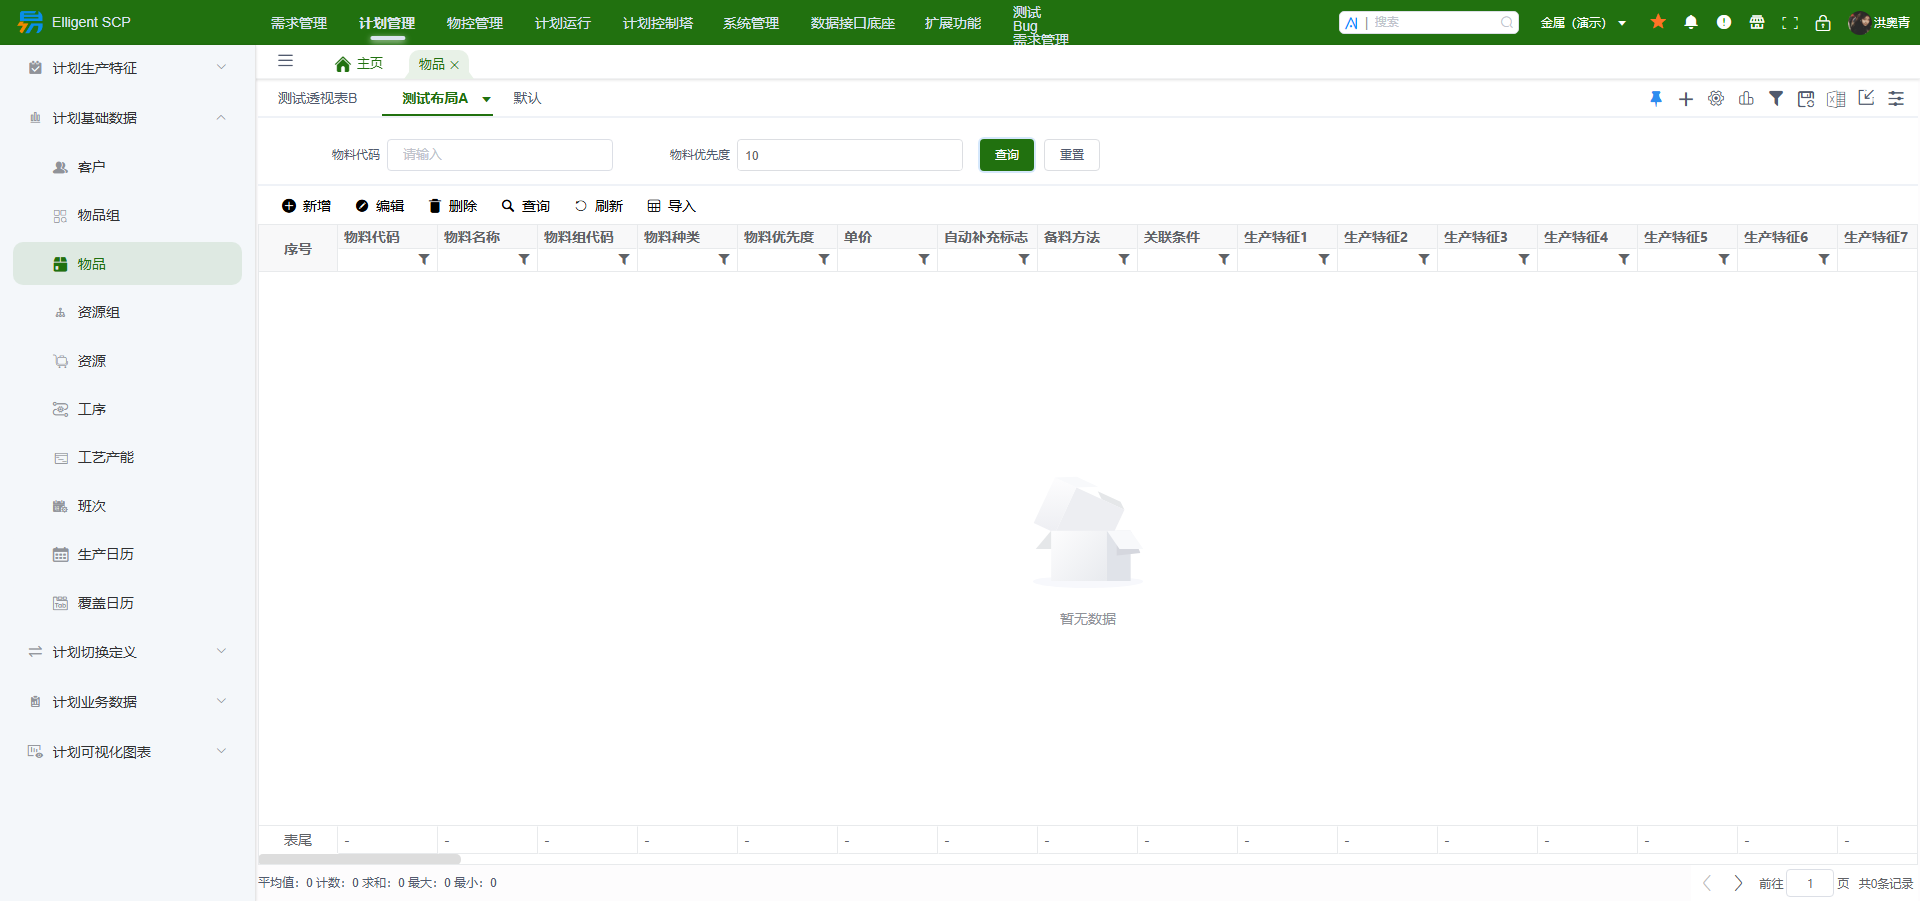 Elligent SCP
需求管理 计划管理 物控管理 计划运行 计划控制塔 系统管理 数据接口底座 扩展功能
测试
Bug
需求管理
AI | 搜索
金属（演示）
洪奥青
计划生产特征
计划基础数据
客户
物品组
物品
资源组
资源
工序
工艺产能
班次
生产日历
覆盖日历
Tab
计划切换定义
计划业务数据
计划可视化图表
主页 物品
测试透视表B 测试布局A 默认
物料代码 请输入 物料优先度 10 查询 重置
新增 编辑 删除 查询 刷新 导入
序号 物料代码 物料名称 物料组代码 物料种类 物料优先度 单价 自动补充标志 备料方法 关联条件 生产特征1 生产特征2 生产特征3 生产特征4 生产特征5 生产特征6 生产特征7
暂无数据
表尾 - - - - - - - - - - - - - - - -
平均值：0 计数：0 求和：0 最大：0 最小：0
前往 1 页 共0条记录